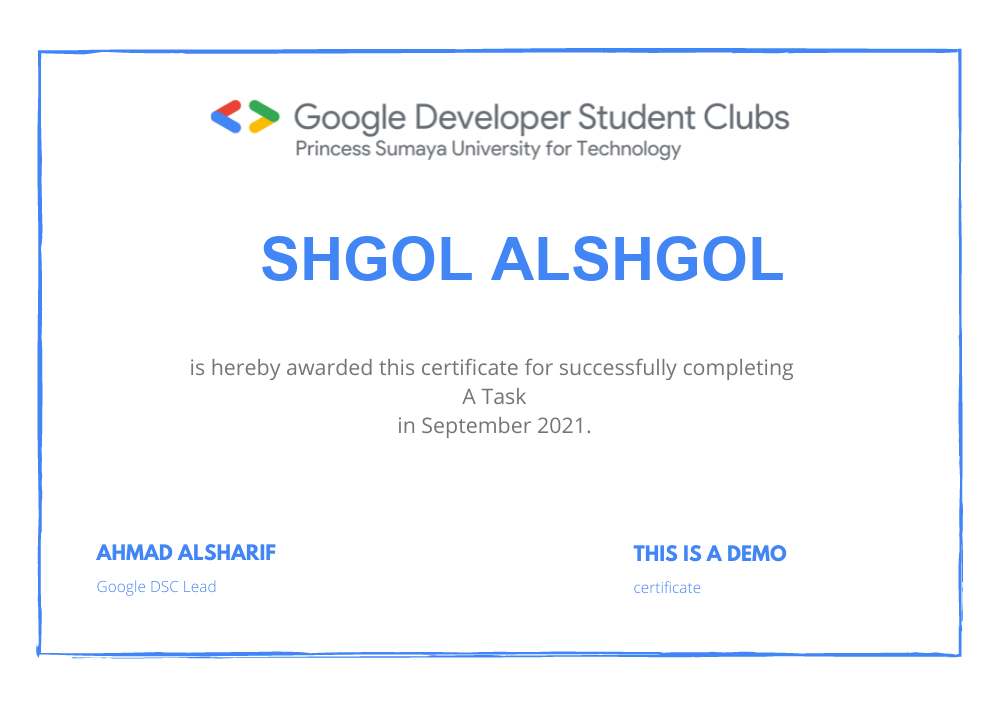 Google Developer Student Clubs
Princess Sumaya University for Technology
SHGOL ALSHGOL
is hereby awarded this certificate for successfully completing
A Task
in September 2021.
AHMAD ALSHARIF
Google DSC Lead
THIS IS A DEMO
certificate